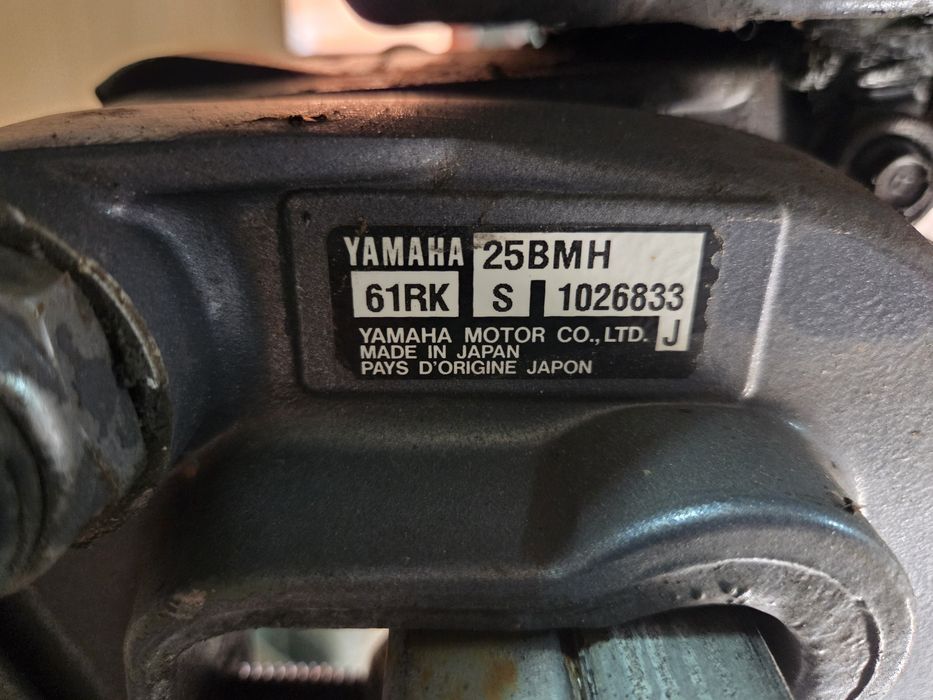 YAMAHA 25BMH
61RK S 1026833
YAMAHA MOTOR CO., LTD. J
MADE IN JAPAN
PAYS D'ORIGINE JAPON